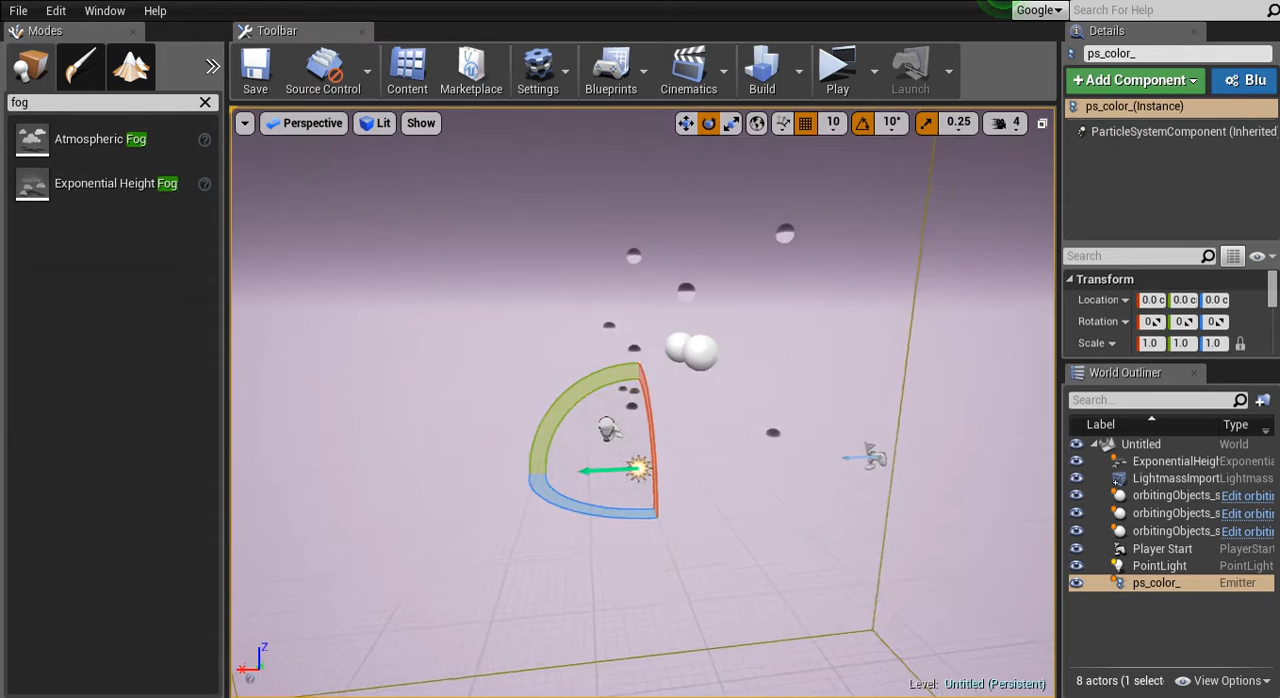 File Edit Window Help
Google
Search For Help
Modes
Toolbar
Details
fog
Save
Source Control
Content
Marketplace
Settings
Blueprints
Cinematics
Build
Play
Launch
Atmospheric Fog
Exponential Height Fog
Perspective
Lit
Show
10
10°
0.25
4
ps_color_
+Add Component
Blu
ps_color_(Instance)
ParticleSystemComponent (Inherited
Search
Transform
Location 0.0 c 0.0 c 0.0 c
Rotation 0 0 0
Scale 1.0 1.0 1.0
World Outliner
Search...
Label Type
Untitled World
ExponentialHeigh Exponentia
LightmassImport Lightmass
orbitingObjects_s Edit orbitin
orbitingObjects_s Edit orbitin
orbitingObjects_s Edit orbitin
Player Start PlayerStart
PointLight PointLight
ps_color_ Emitter
8 actors (1 select
View Options
Level: Untitled (Persistent)
Z
X